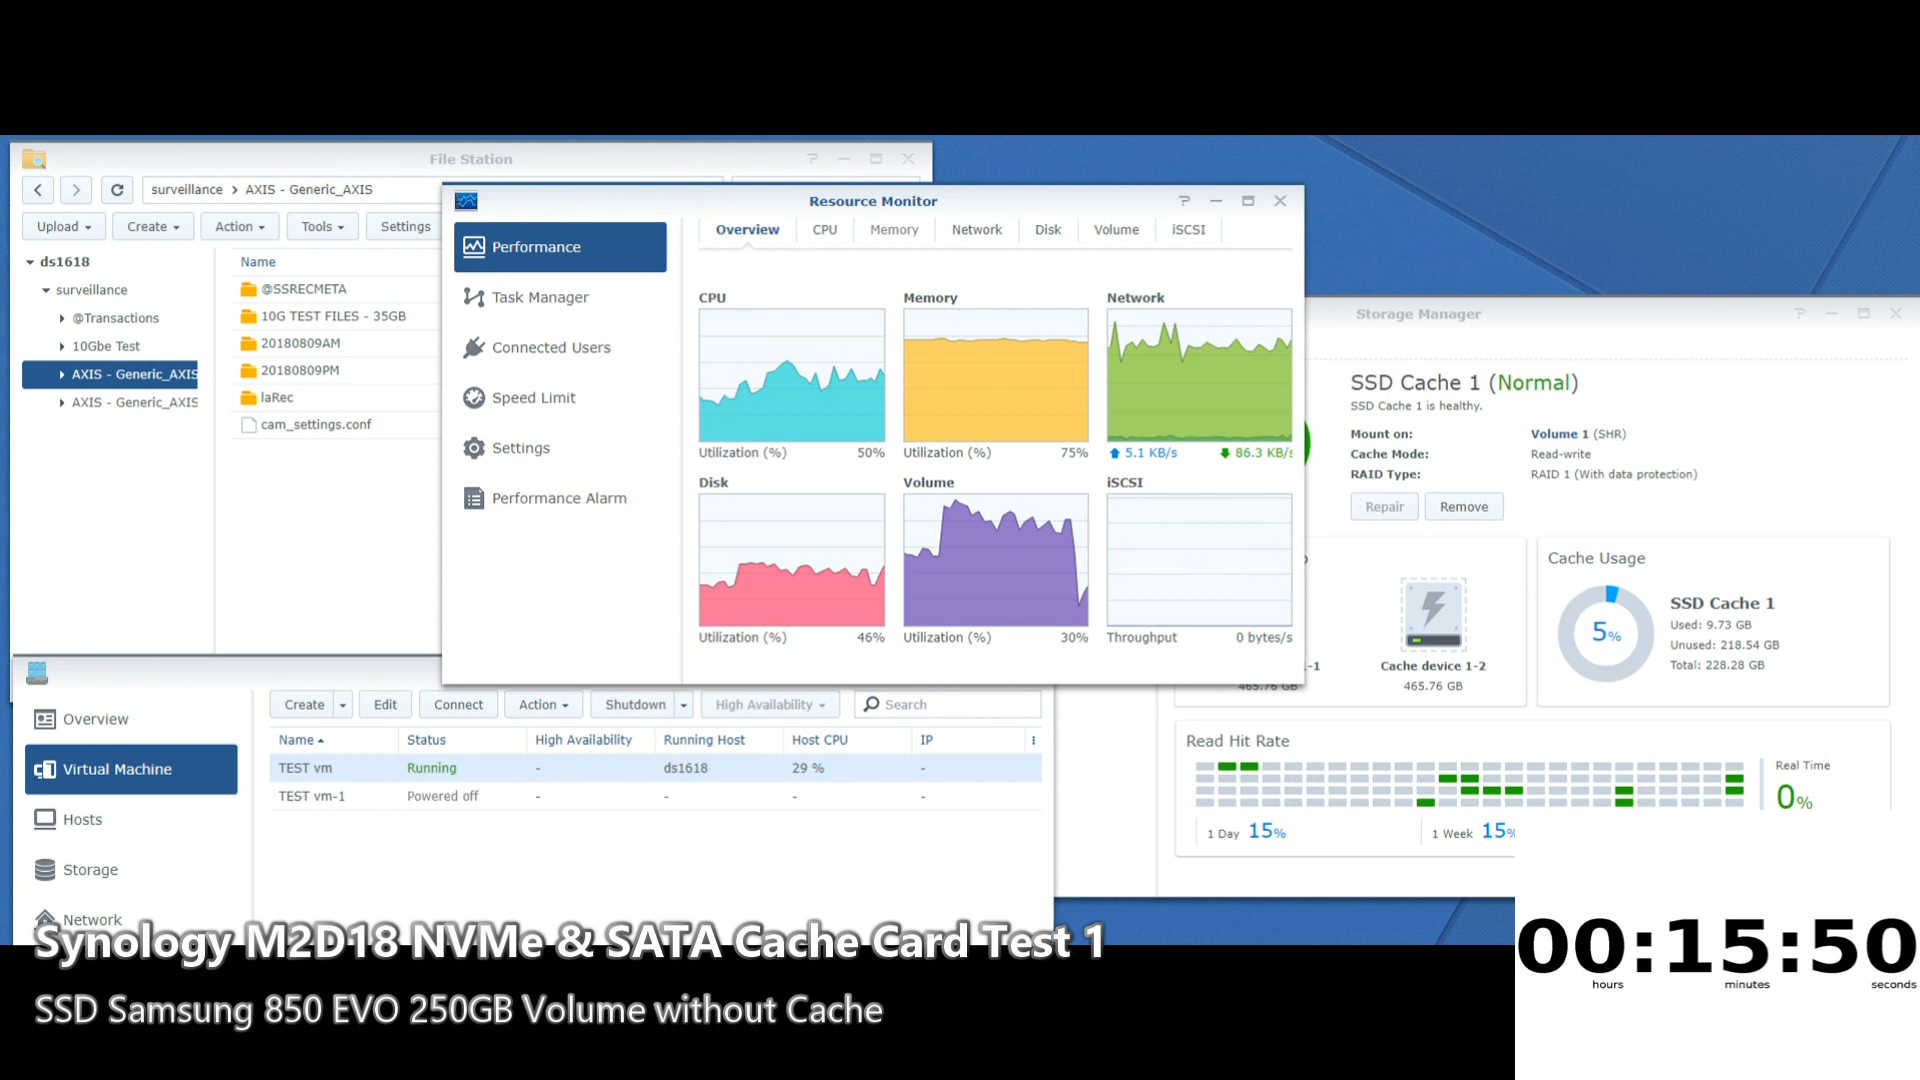 File Station
surveillance > AXIS - Generic_AXIS
Upload
Create
Action
Tools
Settings
ds1618
surveillance
@Transactions
10Gbe Test
AXIS - Generic_AXIS
AXIS - Generic_AXIS
Name
@SSRECMETA
10G TEST FILES - 35GB
20180809AM
20180809PM
laRec
cam_settings.conf
Resource Monitor
Performance
Task Manager
Connected Users
Speed Limit
Settings
Performance Alarm
Overview CPU Memory Network Disk Volume iSCSI
CPU
Utilization (%) 50%
Memory
Utilization (%) 75%
Network
5.1 KB/s 86.3 KB/s
Disk
Utilization (%) 46%
Volume
Utilization (%) 30%
iSCSI
Throughput 0 bytes/s
Storage Manager
SSD Cache 1 (Normal)
SSD Cache 1 is healthy.
Mount on: Volume 1 (SHR)
Cache Mode: Read-write
RAID Type: RAID 1 (With data protection)
Repair Remove
-1
465.76 GB
Cache device 1-2
465.76 GB
Cache Usage
5%
SSD Cache 1
Used: 9.73 GB
Unused: 218.54 GB
Total: 228.28 GB
Read Hit Rate
Real Time
0%
1 Day 15%
1 Week 15%
Overview
Virtual Machine
Hosts
Storage
Network
Create Edit Connect Action Shutdown High Availability Search
Name Status High Availability Running Host Host CPU IP
TEST vm Running - ds1618 29 % -
TEST vm-1 Powered off - - - -
Synology M2D18 NVMe & SATA Cache Card Test 1
SSD Samsung 850 EVO 250GB Volume without Cache
00:15:50
hours minutes seconds